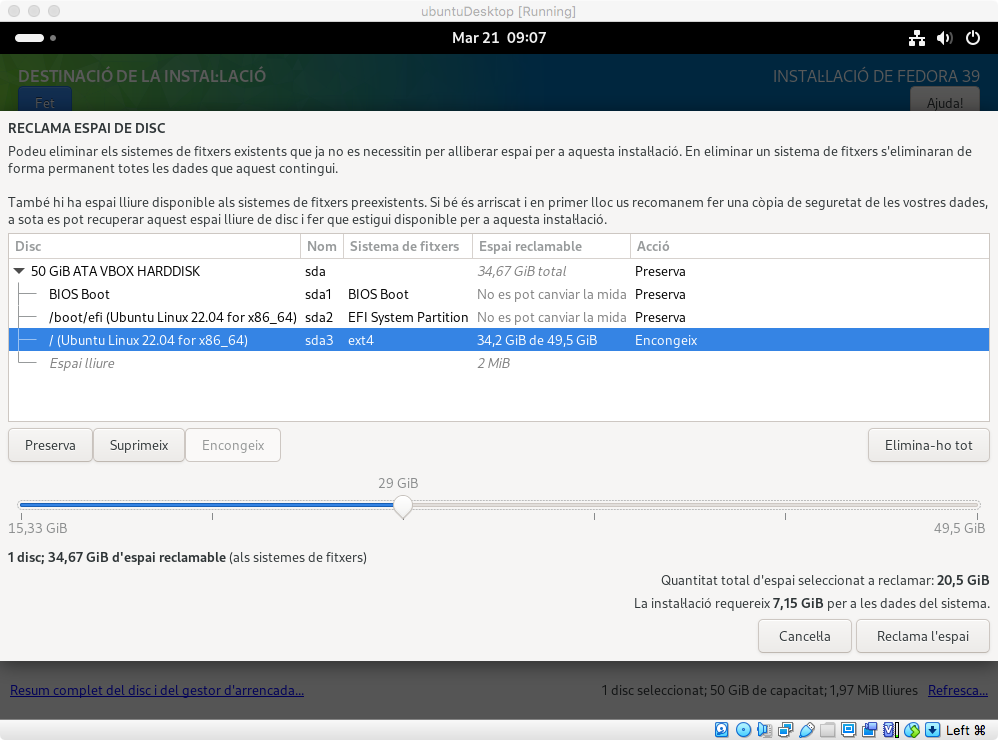 ubuntuDesktop [Running]
Mar 21 09:07
DESTINACIÓ DE LA INSTAL·LACIÓ
INSTAL·LACIÓ DE FEDORA 39
Fet
Ajuda!
RECLAMA ESPAI DE DISC
Podeu eliminar els sistemes de fitxers existents que ja no es necessitin per alliberar espai per a aquesta instal·lació. En eliminar un sistema de fitxers s'eliminaran de
forma permanent totes les dades que aquest contingui.
També hi ha espai lliure disponible als sistemes de fitxers preexistents. Si bé és arriscat i en primer lloc us recomanem fer una còpia de seguretat de les vostres dades,
a sota es pot recuperar aquest espai lliure de disc i fer que estigui disponible per a aquesta instal·lació.
Disc Nom Sistema de fitxers Espai reclamable Acció
50 GiB ATA VBOX HARDDISK sda 34,67 GiB total Preserva
BIOS Boot sda1 BIOS Boot No es pot canviar la mida Preserva
/boot/efi (Ubuntu Linux 22.04 for x86_64) sda2 EFI System Partition No es pot canviar la mida Preserva
/ (Ubuntu Linux 22.04 for x86_64) sda3 ext4 34,2 GiB de 49,5 GiB Encongeix
Espai lliure 2 MiB
Preserva Suprimeix Encongeix Elimina-ho tot
29 GiB
15,33 GiB 49,5 GiB
1 disc; 34,67 GiB d'espai reclamable (als sistemes de fitxers)
Quantitat total d'espai seleccionat a reclamar: 20,5 GiB
La instal·lació requereix 7,15 GiB per a les dades del sistema.
Cancel·la Reclama l'espai
Resum complet del disc i del gestor d'arrencada...
1 disc seleccionat; 50 GiB de capacitat; 1,97 MiB lliures Refresca...
Left ⌘